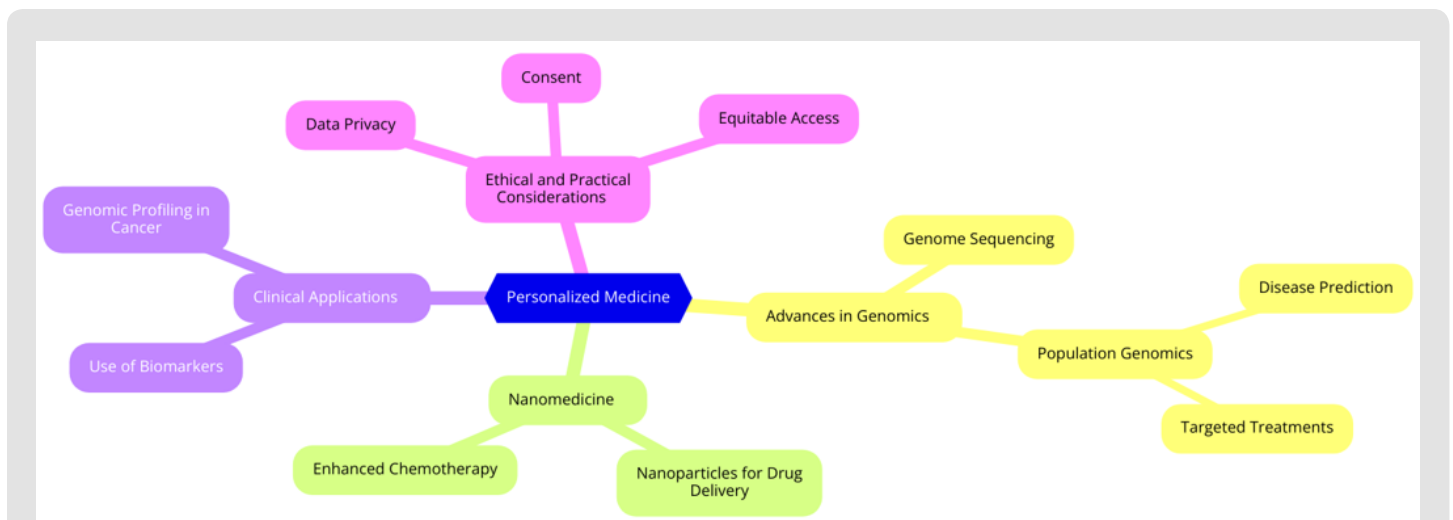 Consent
Data Privacy
Equitable Access
Ethical and Practical
Considerations
Genomic Profiling in
Cancer
Clinical Applications
Use of Biomarkers
Personalized Medicine
Genome Sequencing
Advances in Genomics
Disease Prediction
Population Genomics
Targeted Treatments
Nanomedicine
Enhanced Chemotherapy
Nanoparticles for Drug
Delivery